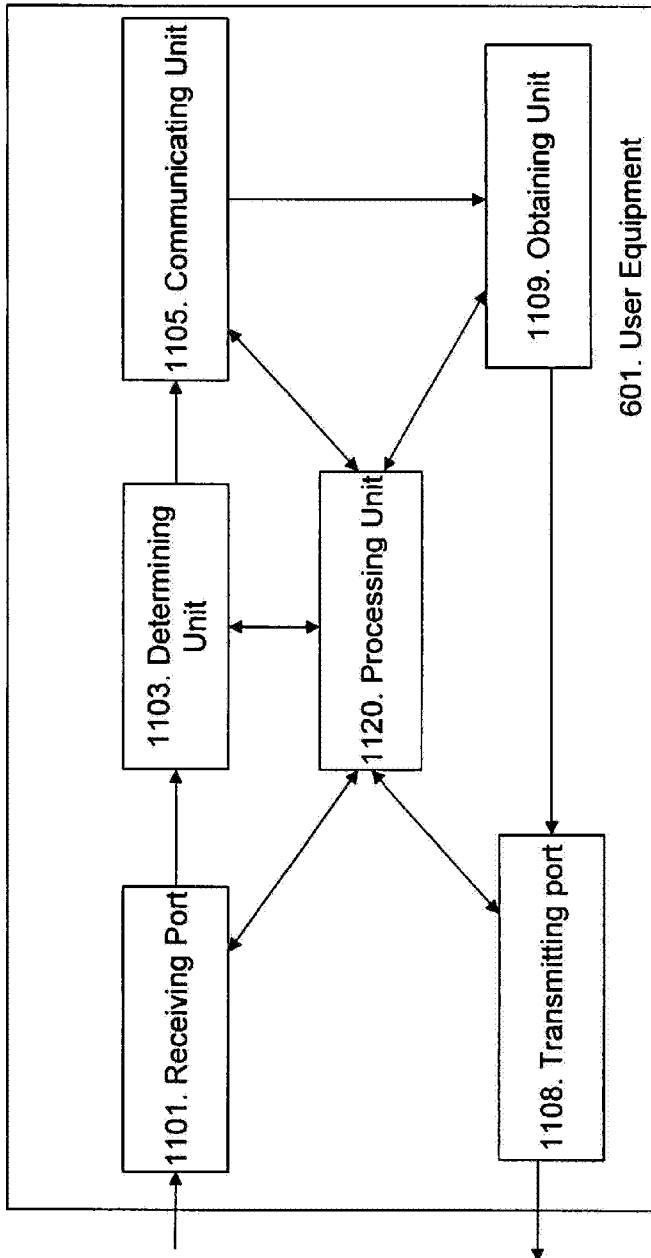 1101. Receiving Port
1103. Determining
Unit
1105. Communicating Unit
1120. Processing Unit
1108. Transmitting port
1109. Obtaining Unit
601. User Equipment